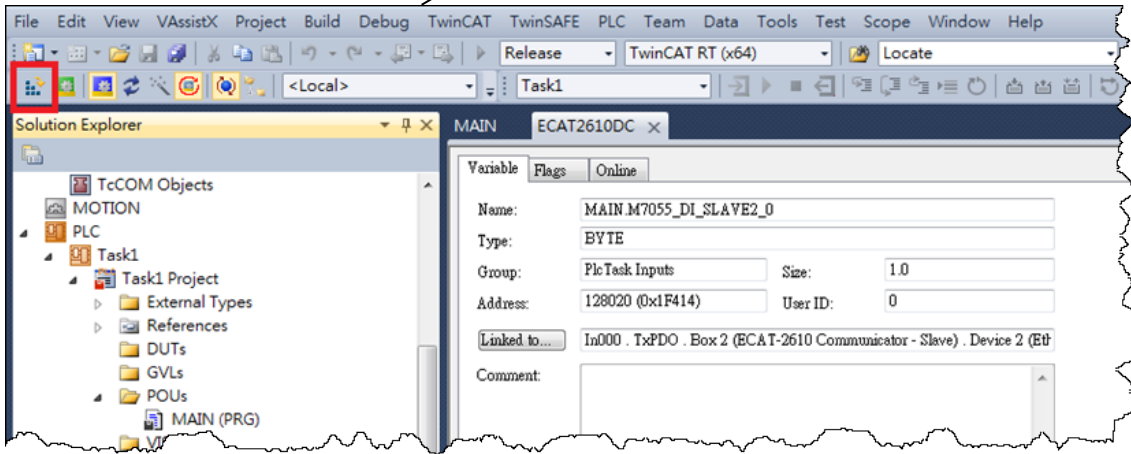 File Edit View VAssistX Project Build Debug TwinCAT TwinSAFE PLC Team Data Tools Test Scope Window Help
Release TwinCAT RT (x64) Locate
<Local> Task1
Solution Explorer MAIN ECAT2610DC
Variable Flags Online
TcCOM Objects
MOTION
PLC
Task1
Task1 Project
External Types
References
DUTs
GVLs
POUs
MAIN (PRG)
Name: MAIN.M7055_DI_SLAVE2_0
Type: BYTE
Group: PlcTask Inputs Size: 1.0
Address: 128020 (0x1F414) User ID: 0
Linked to... In000 . TxPDO . Box 2 (ECAT-2610 Communicator - Slave) . Device 2 (Eth
Comment: